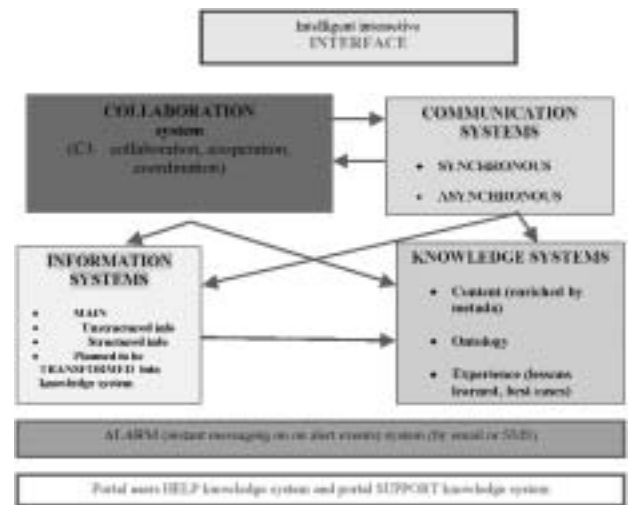 Intelligent interactive
INTERFACE
COLLABORATION
system
(C3 collaboration, cooperation,
coordination)
COMMUNICATION
SYSTEMS
• SYNCHRONOUS
• ASYNCHRONOUS
INFORMATION
SYSTEMS
• MAIN
• Unstructured info
• Structured info
• Planned to be
TRANSFORMED into
knowledge system
KNOWLEDGE SYSTEMS
• Content (enriched by
metada)
• Ontology
• Experience (lessons
learned, best cases)
ALARM (instant messaging on on alert events) system (by email or SMS)
Portal users HELP knowledge system and portal SUPPORT knowledge system